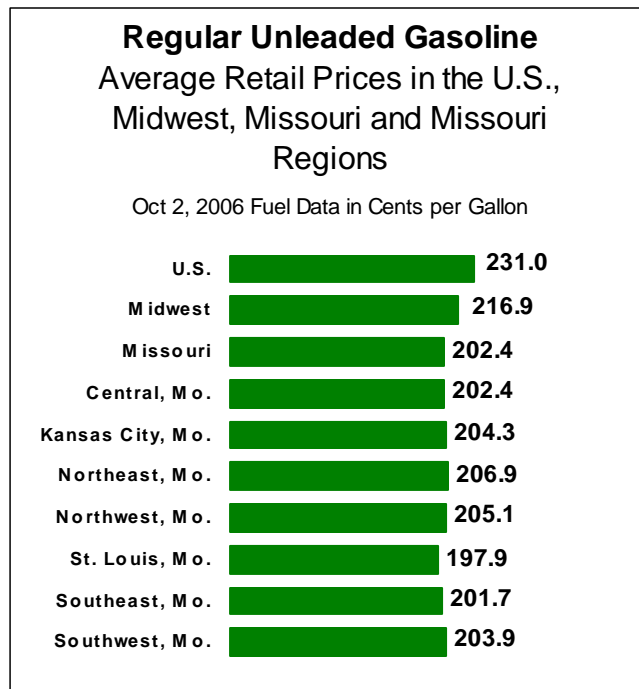 Regular Unleaded Gasoline
Average Retail Prices in the U.S.,
Midwest, Missouri and Missouri
Regions
Oct 2, 2006 Fuel Data in Cents per Gallon
U.S. 231.0
Midwest 216.9
Missouri 202.4
Central, Mo. 202.4
Kansas City, Mo. 204.3
Northeast, Mo. 206.9
Northwest, Mo. 205.1
St. Louis, Mo. 197.9
Southeast, Mo. 201.7
Southwest, Mo. 203.9